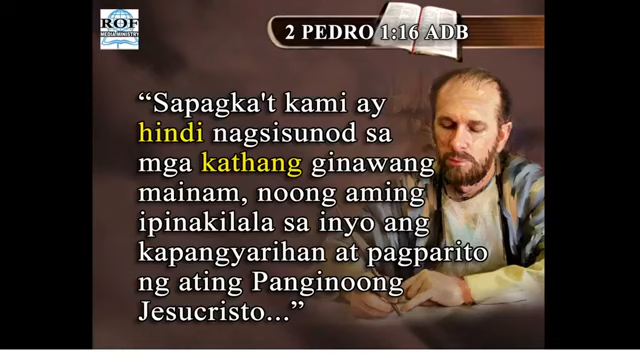 ROF
MEDIA MINISTRY
2 PEDRO 1:16 ADB
“Sapagka't kami ay
hindi nagsisunod sa
mga kathang ginawang
mainam, noong aming
ipinakilala sa inyo ang
kapangyarihan at pagparito
ng ating Panginoong
Jesucristo...”